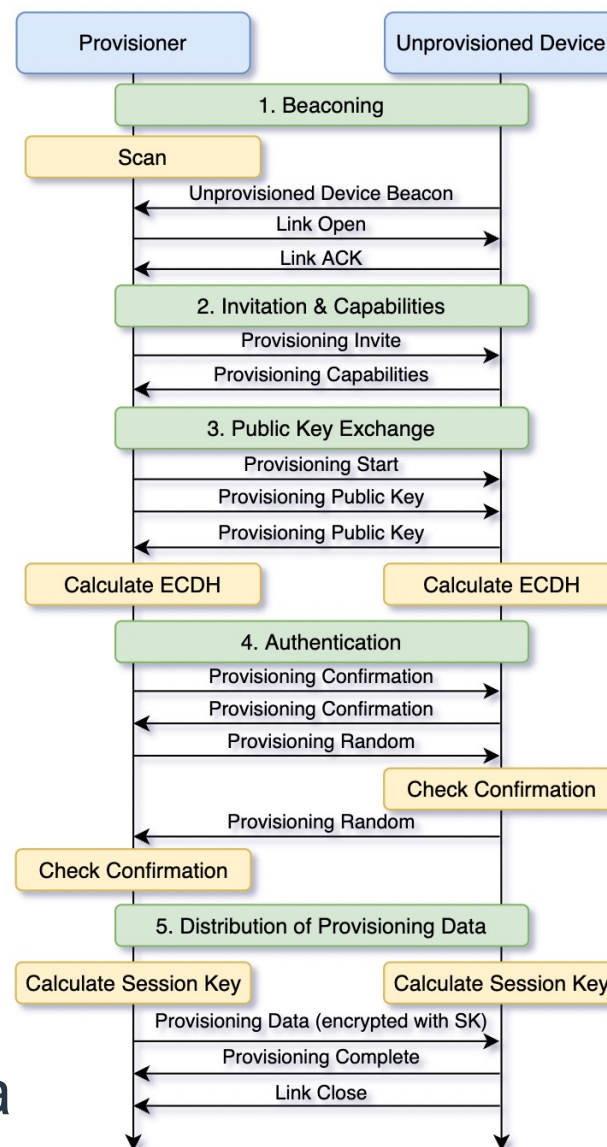 Provisioner
Unprovisioned Device
1. Beaconing
Scan
Unprovisioned Device Beacon
Link Open
Link ACK
2. Invitation & Capabilities
Provisioning Invite
Provisioning Capabilities
3. Public Key Exchange
Provisioning Start
Provisioning Public Key
Provisioning Public Key
Calculate ECDH
Calculate ECDH
4. Authentication
Provisioning Confirmation
Provisioning Confirmation
Provisioning Random
Check Confirmation
Provisioning Random
Check Confirmation
5. Distribution of Provisioning Data
Calculate Session Key
Calculate Session Key
Provisioning Data (encrypted with SK)
Provisioning Complete
Link Close
a